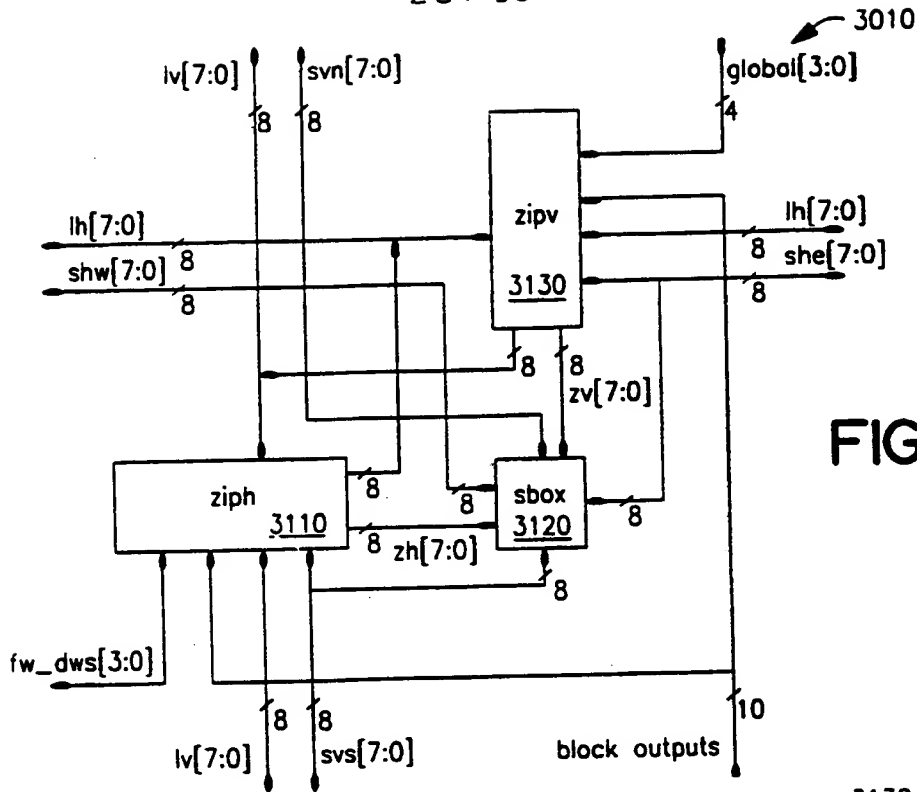 3010
lv[7:0]
svn[7:0]
global[3:0]
8
8
4
zipv
lh[7:0]
8
lh[7:0]
8
shw[7:0]
8
she[7:0]
8
3130
8
8
zv[7:0]
FIG
ziph
3110
8
8
sbox
3120
8
8
zh[7:0]
8
fw_dws[3:0]
8
8
10
lv[7:0]
svs[7:0]
block outputs